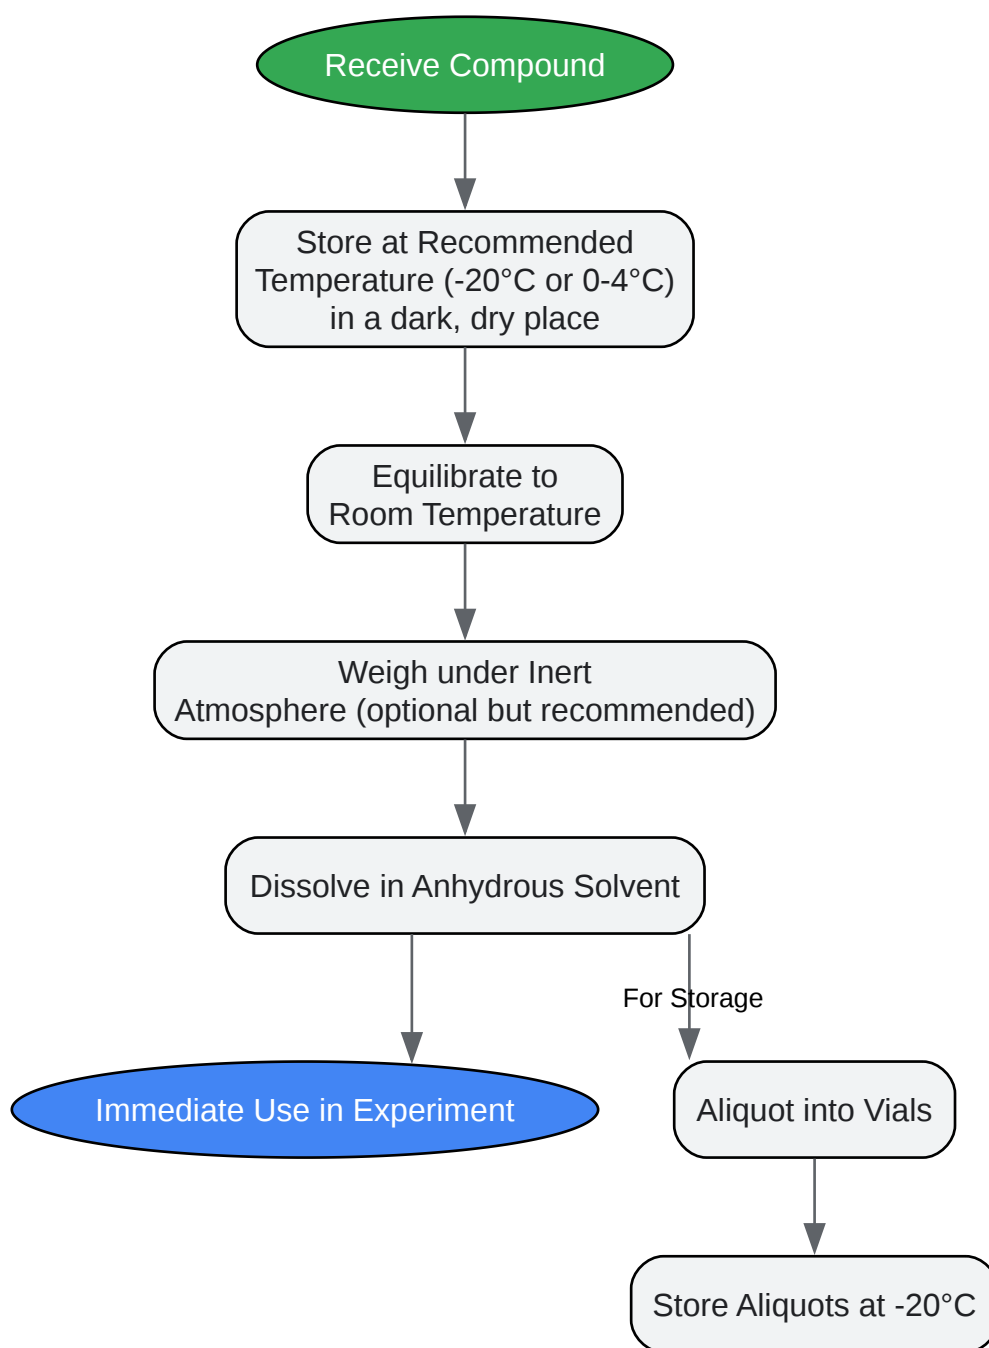 Receive Compound
Store at Recommended
Temperature (-20°C or 0-4°C)
in a dark, dry place
Equilibrate to
Room Temperature
Weigh under Inert
Atmosphere (optional but recommended)
Dissolve in Anhydrous Solvent
For Storage
Immediate Use in Experiment
Aliquot into Vials
Store Aliquots at -20°C